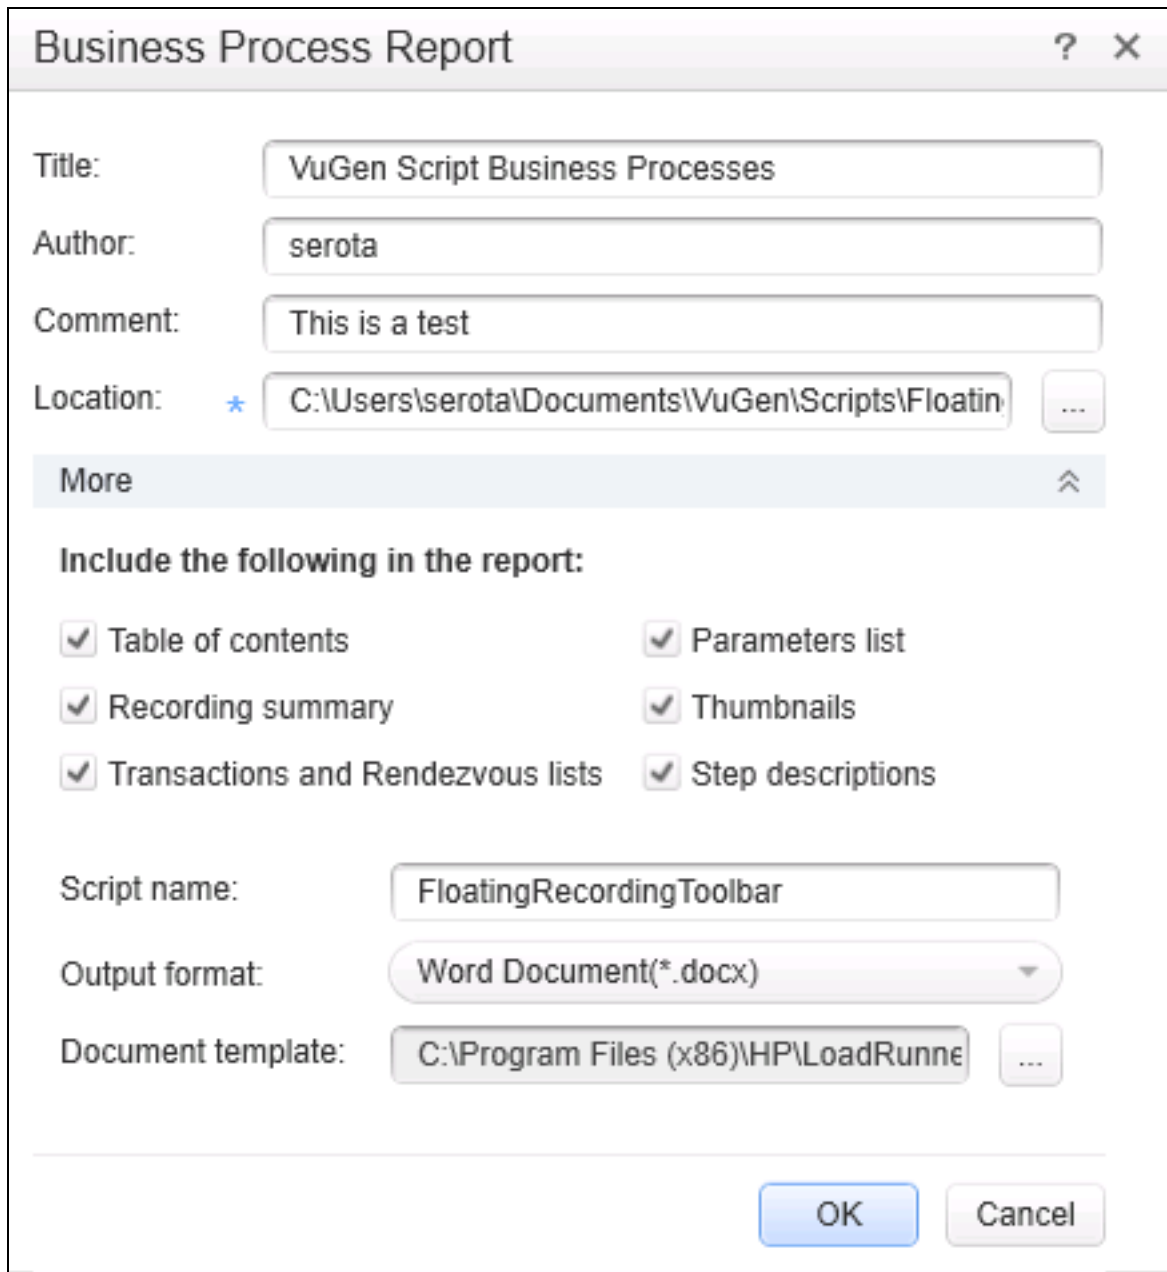 Business Process Report ? ×
Title: VuGen Script Business Processes
Author: serota
Comment: This is a test
Location: * C:\Users\serota\Documents\VuGen\Scripts\Floatin ...
More
Include the following in the report:
Table of contents Parameters list
Recording summary Thumbnails
Transactions and Rendezvous lists Step descriptions
Script name: FloatingRecordingToolbar
Output format: Word Document(*.docx)
Document template: C:\Program Files (x86)\HP\LoadRunne ...
OK Cancel